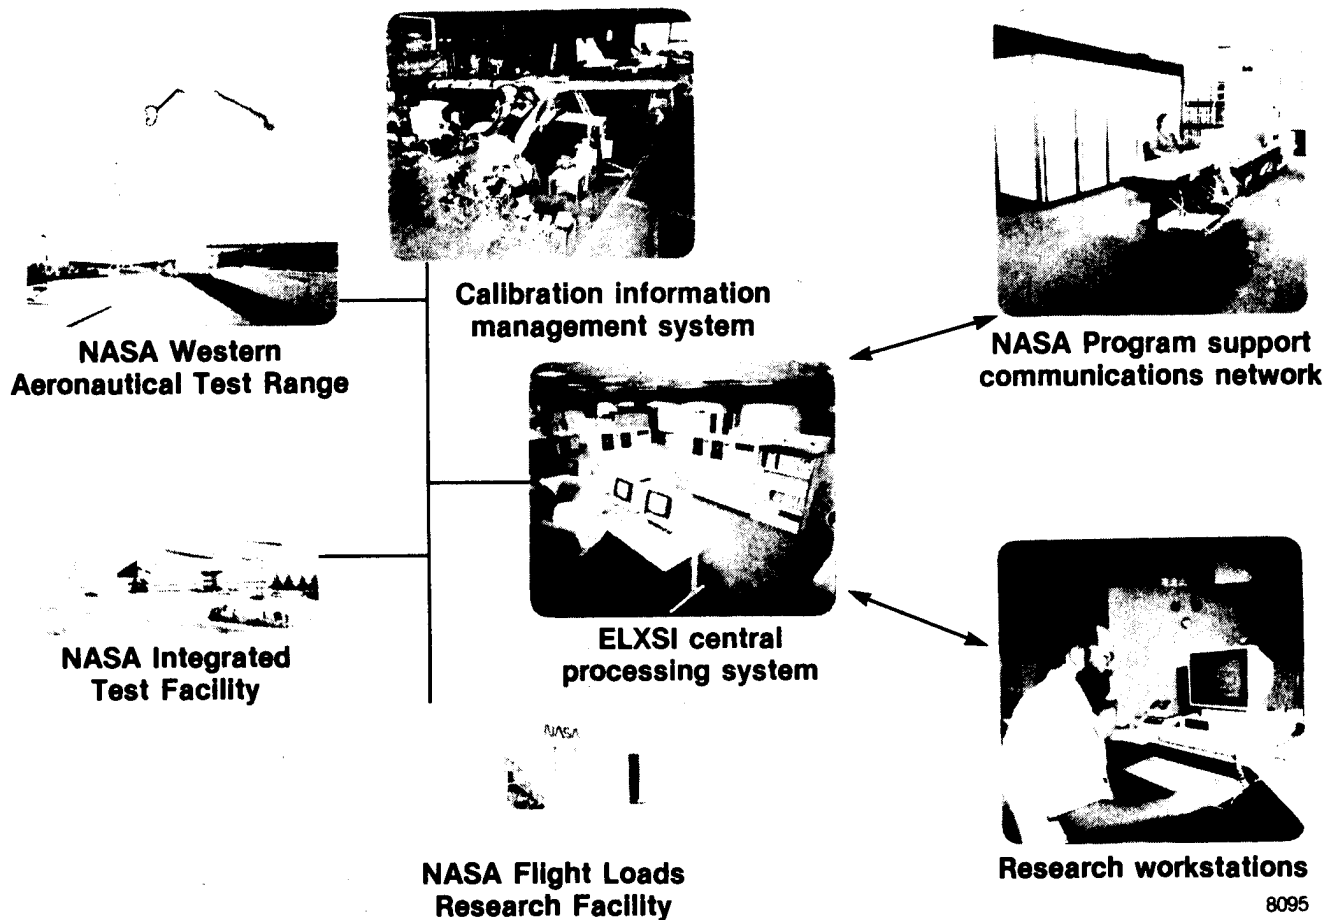 Calibration information
management system
NASA Western
Aeronautical Test Range
NASA Program support
communications network
NASA Integrated
Test Facility
ELXSI central
processing system
NASA
NASA Flight Loads
Research Facility
Research workstations
8095